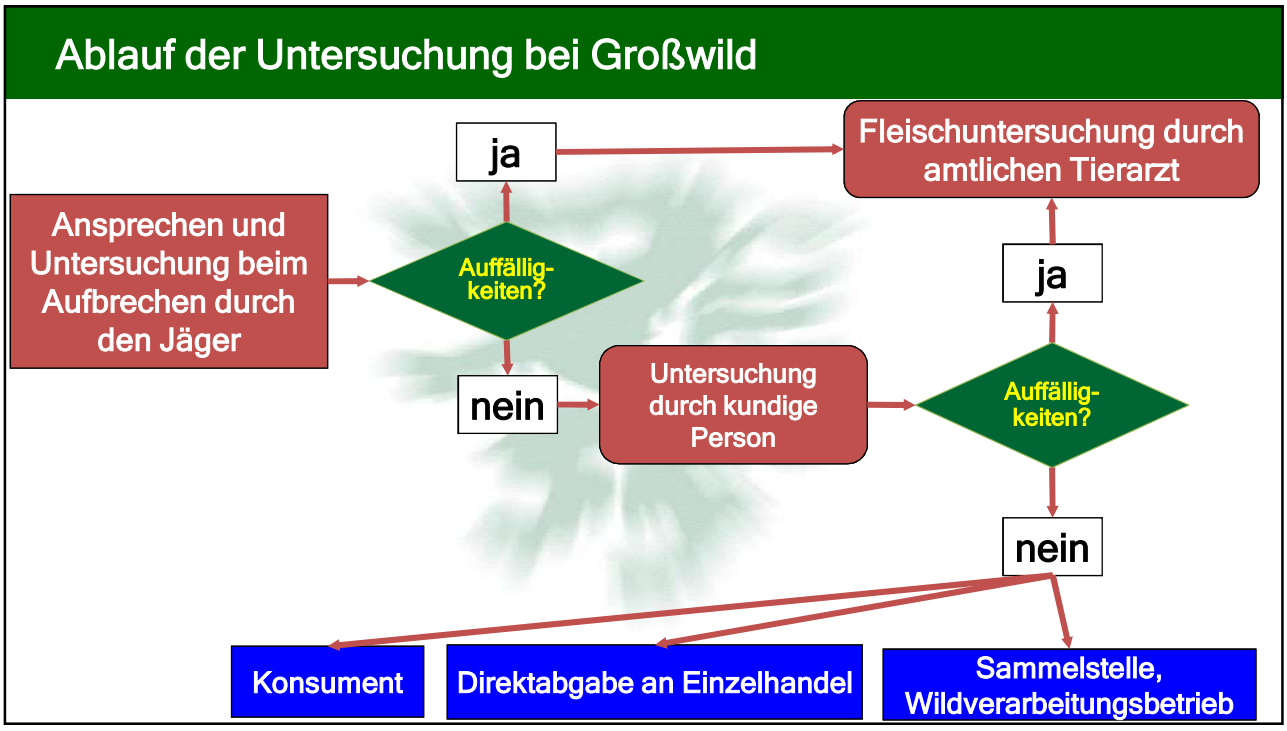 Ablauf der Untersuchung bei Großwild
ja
Fleischuntersuchung durch
amtlichen Tierarzt
Ansprechen und
Untersuchung beim
Aufbrechen durch
den Jäger
Auffällig-
keiten?
ja
nein
Untersuchung
durch kundige
Person
Auffällig-
keiten?
nein
Konsument
Direktabgabe an Einzelhandel
Sammelstelle,
Wildverarbeitungsbetrieb